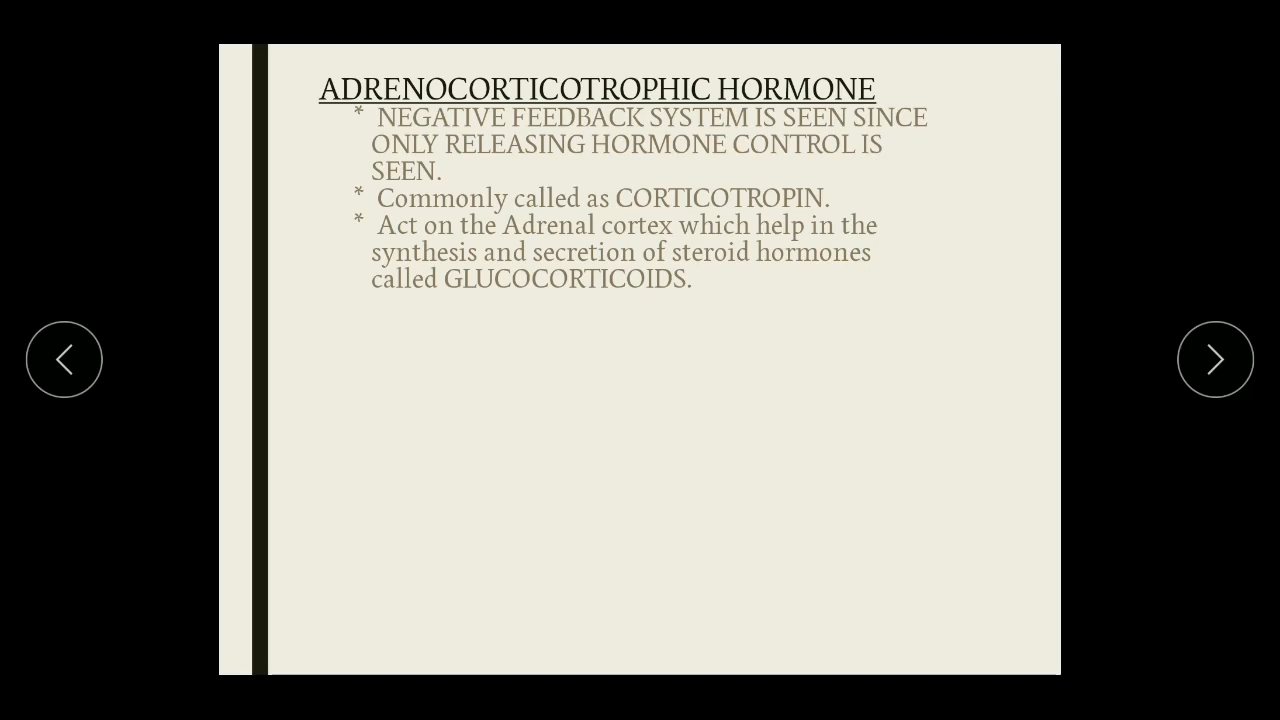 ADRENOCORTICOTROPHIC HORMONE
* NEGATIVE FEEDBACK SYSTEM IS SEEN SINCE
ONLY RELEASING HORMONE CONTROL IS
SEEN.
* Commonly called as CORTICOTROPIN.
* Act on the Adrenal cortex which help in the
synthesis and secretion of steroid hormones
called GLUCOCORTICOIDS.